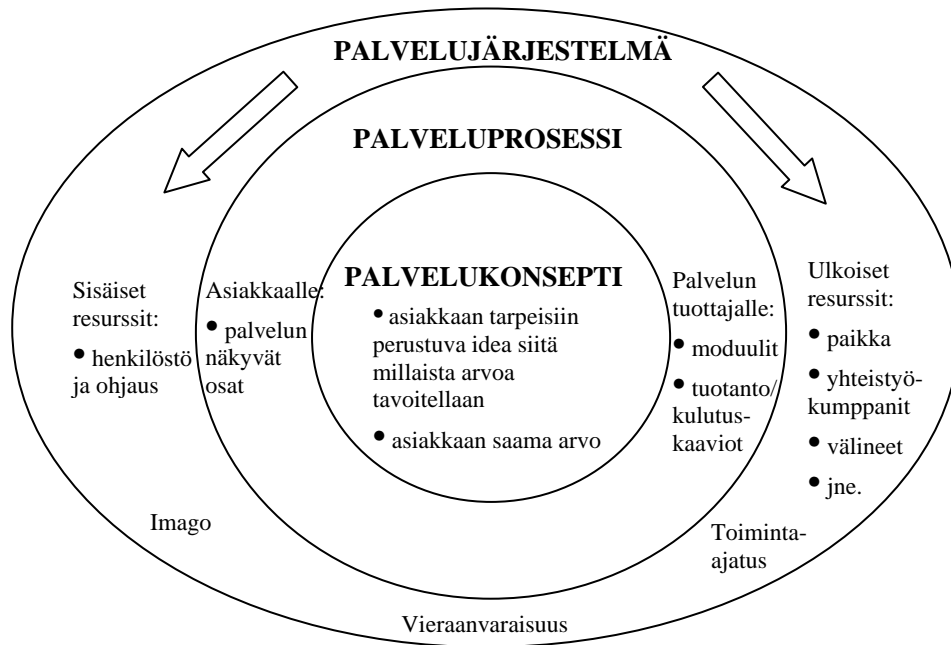 PALVELUJÄRJESTELMÄ
PALVELUPROSESSI
PALVELUKONSEPTI
• asiakkaan tarpeisiin
perustuva idea siitä
millaista arvoa
tavoitellaan
• asiakkaan saama arvo
Sisäiset
resurssit:
• henkilöstö
ja ohjaus
Asiakkaalle:
• palvelun
näkyvät
osat
Palvelun
tuottajalle:
• moduulit
• tuotanto/
kulutus-
kaaviot
Ulkoiset
resurssit:
• paikka
• yhteistyö-
kumppanit
• välineet
• jne.
Imago
Toiminta-
ajatus
Vieraanvaraisuus